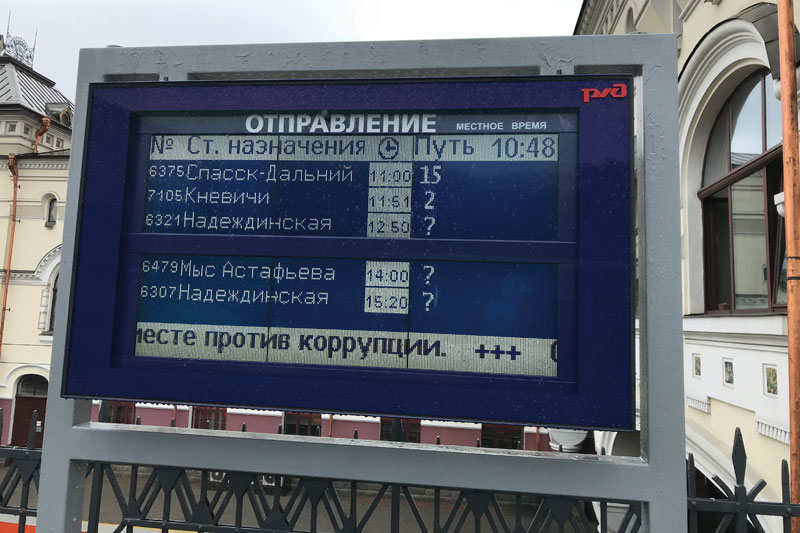 ржд
ОТПРАВЛЕНИЕ МЕСТНОЕ ВРЕМЯ
№ Ст. назначения Путь 10:48
6375 Спасск-Дальний 11:00 15
7105 Кневичи 11:51 2
6321 Надеждинская 12:50 ?
6479 Мыс Астафьева 14:00 ?
6307 Надеждинская 15:20 ?
месте против коррупции. +++